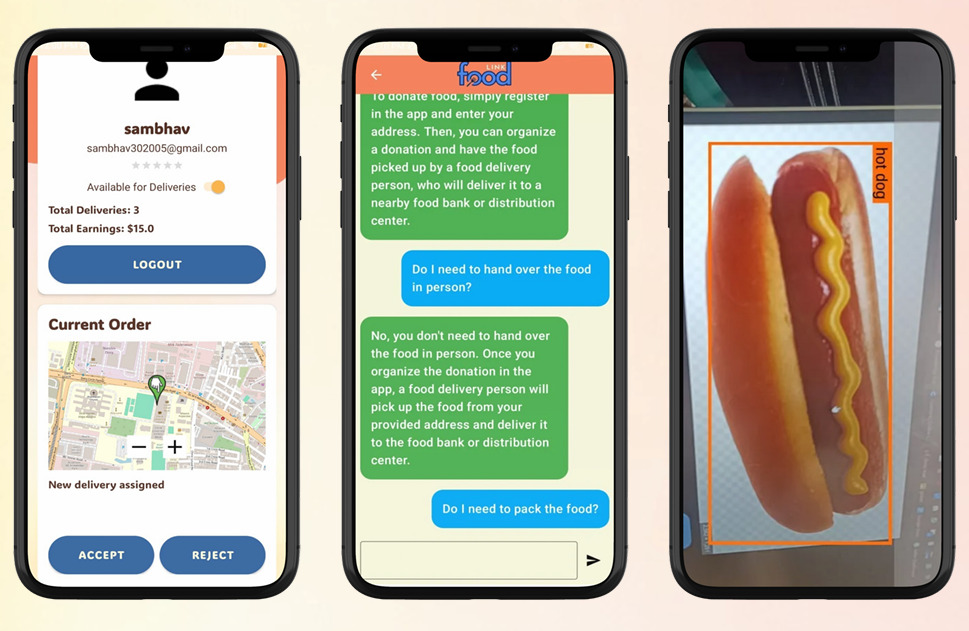 sambhav
sambhav302005@gmail.com
Available for Deliveries
Total Deliveries: 3
Total Earnings: $15.0
LOGOUT
Current Order
New delivery assigned
ACCEPT
REJECT
LINK
food
To donate food, simply register
in the app and enter your
address. Then, you can organize
a donation and have the food
picked up by a food delivery
person, who will deliver it to a
nearby food bank or distribution
center.
Do I need to hand over the food
in person?
No, you don't need to hand over
the food in person. Once you
organize the donation in the
app, a food delivery person will
pick up the food from your
provided address and deliver it
to the food bank or distribution
center.
Do I need to pack the food?
hot dog